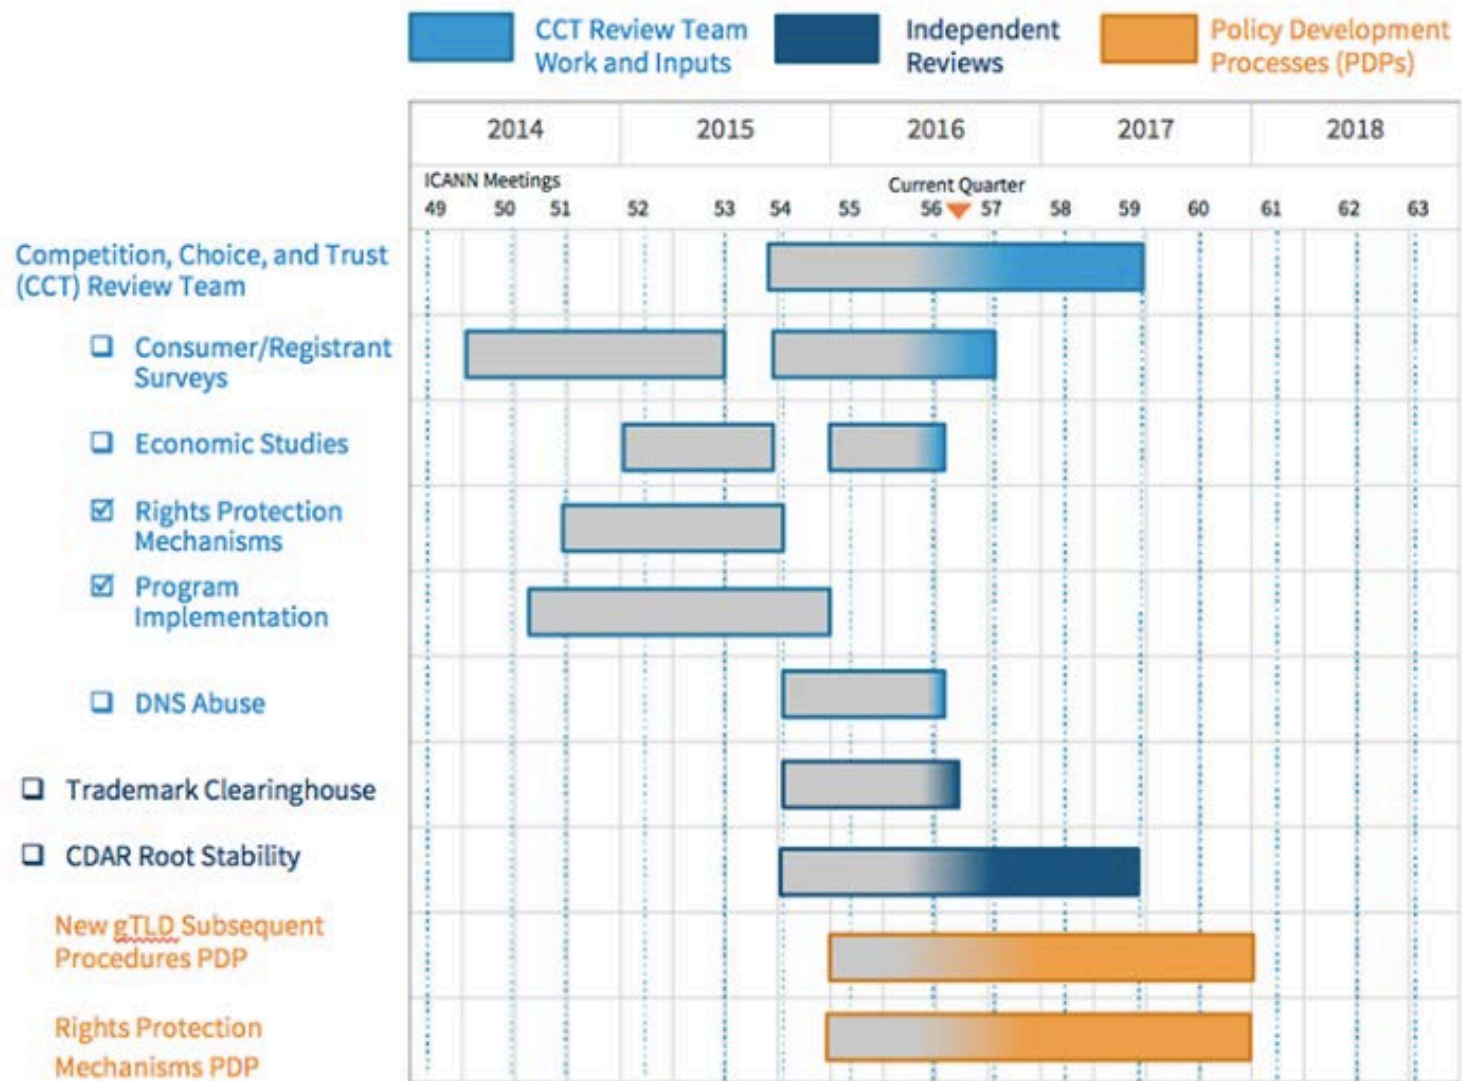 CCT Review Team
Work and Inputs
Independent
Reviews
Policy Development
Processes (PDPs)
2014 2015 2016 2017 2018
ICANN Meetings
Current Quarter
49 50 51 52 53 54 55 56 57 58 59 60 61 62 63
Competition, Choice, and Trust
(CCT) Review Team
Consumer/Registrant
Surveys
Economic Studies
Rights Protection
Mechanisms
Program
Implementation
DNS Abuse
Trademark Clearinghouse
CDAR Root Stability
New gTLD Subsequent
Procedures PDP
Rights Protection
Mechanisms PDP